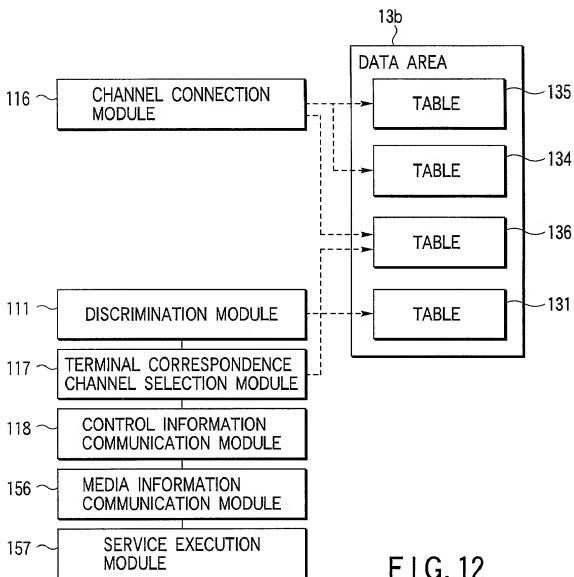 13b
DATA AREA
116
CHANNEL CONNECTION
MODULE
TABLE
135
TABLE
134
TABLE
136
111
DISCRIMINATION MODULE
TABLE
131
117
TERMINAL CORRESPONDENCE
CHANNEL SELECTION MODULE
118
CONTROL INFORMATION
COMMUNICATION MODULE
156
MEDIA INFORMATION
COMMUNICATION MODULE
157
SERVICE EXECUTION
MODULE
FIG. 12